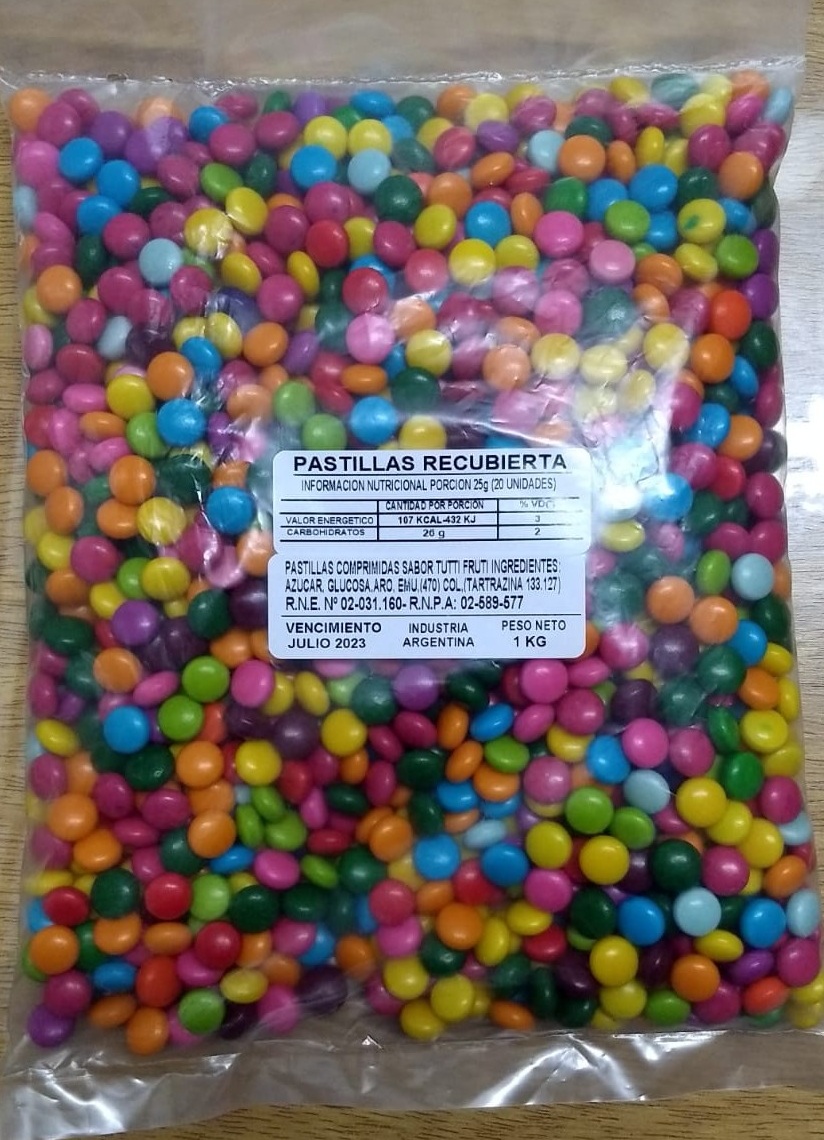 PASTILLAS RECUBIERTA
INFORMACION NUTRICIONAL PORCION 25g (20 UNIDADES)
CANTIDAD POR PORCION % VD(*)
VALOR ENERGETICO 107 KCAL-432 KJ 3
CARBOHIDRATOS 26 g 2
PASTILLAS COMPRIMIDAS SABOR TUTTI FRUTI INGREDIENTES:
AZUCAR, GLUCOSA.ARO, EMU.(470) COL.(TARTRAZINA 133.127)
R.N.E. Nº 02-031.160- R.N.P.A: 02-589-577
VENCIMIENTO INDUSTRIA PESO NETO
JULIO 2023 ARGENTINA 1 KG